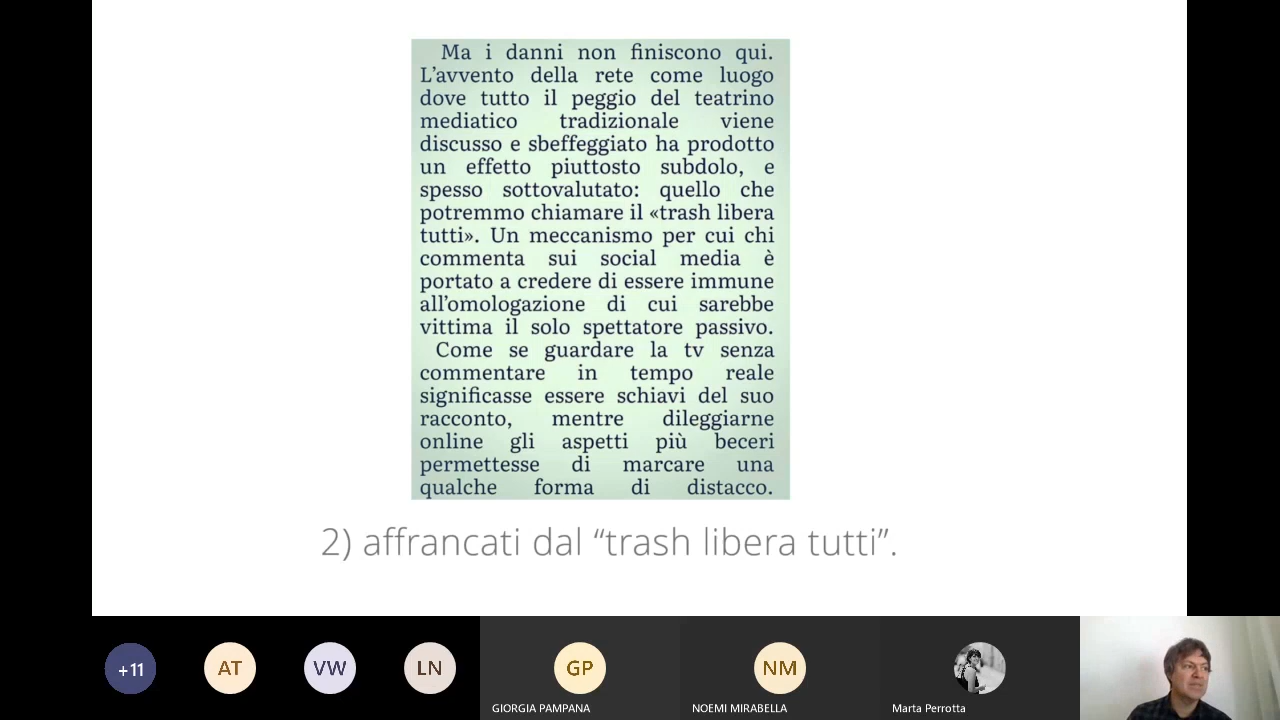 Ma i danni non finiscono qui.
L’avvento della rete come luogo
dove tutto il peggio del teatrino
mediatico tradizionale viene
discusso e sbeffeggiato ha prodotto
un effetto piuttosto subdolo, e
spesso sottovalutato: quello che
potremmo chiamare il «trash libera
tutti». Un meccanismo per cui chi
commenta sui social media è
portato a credere di essere immune
all’omologazione di cui sarebbe
vittima il solo spettatore passivo.
Come se guardare la tv senza
commentare in tempo reale
significasse essere schiavi del suo
racconto, mentre dileggiarne
online gli aspetti più beceri
permettesse di marcare una
qualche forma di distacco.
2) affrancati dal “trash libera tutti”.
+11
AT
VW
LN
GP
NM
GIORGIA PAMPANA
NOEMI MIRABELLA
Marta Perrotta